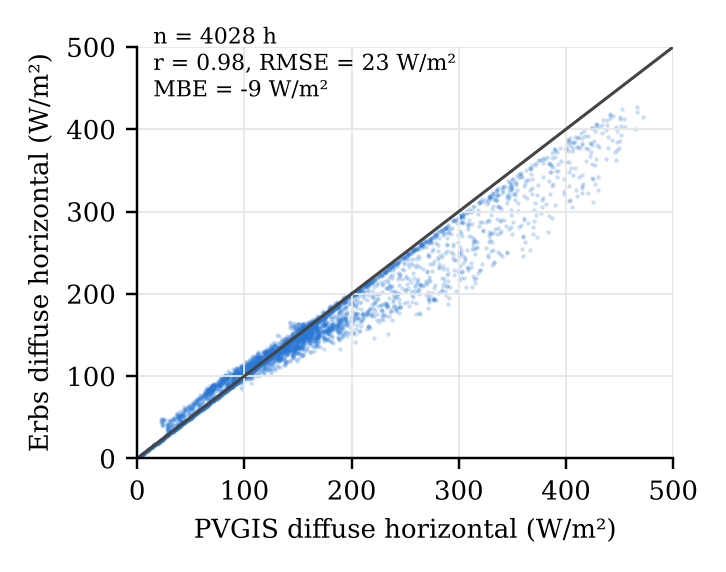 n = 4028 h
r = 0.98, RMSE = 23 W/m²
MBE = -9 W/m²
Erbs diffuse horizontal (W/m²)
500
400
300
200
100
0
0 100 200 300 400 500
PVGIS diffuse horizontal (W/m²)